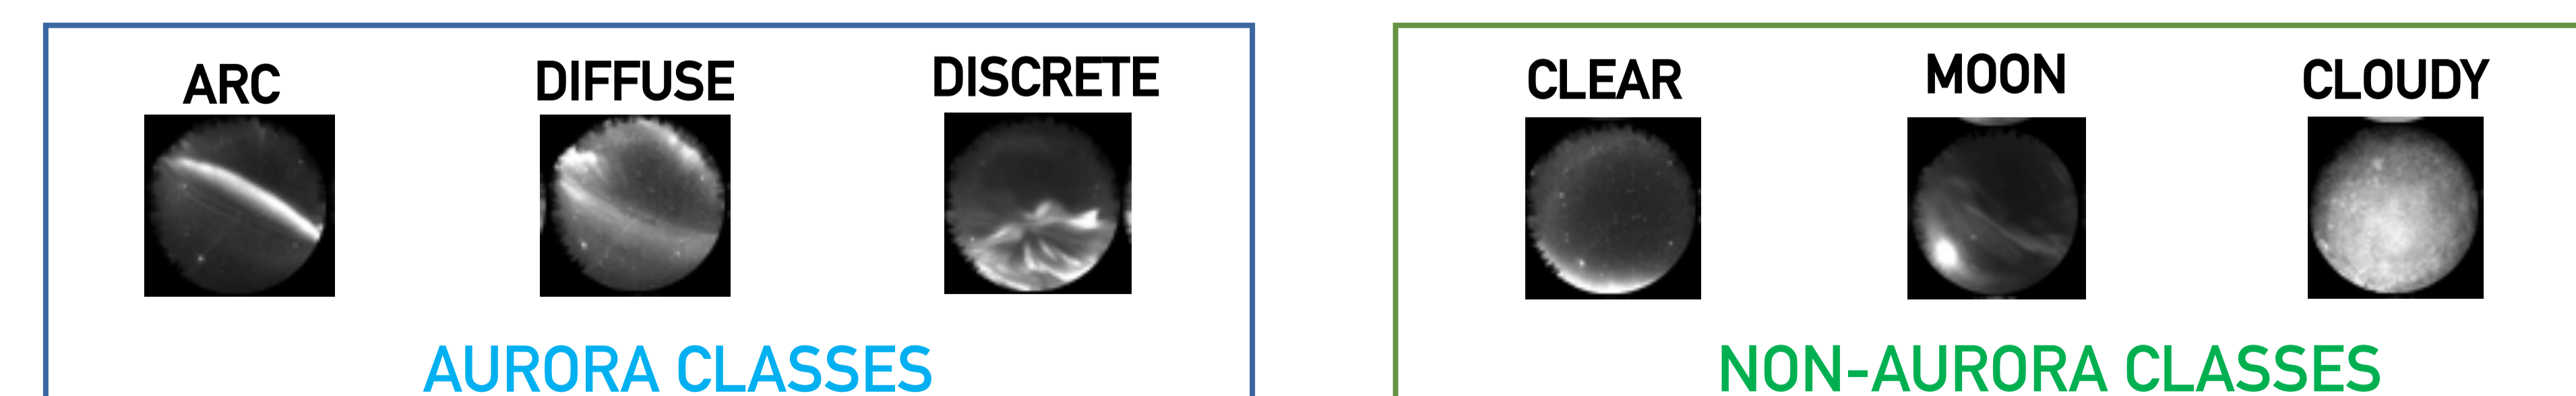 ARC
DIFFUSE
DISCRETE
AURORA CLASSES
CLEAR
MOON
CLOUDY
NON-AURORA CLASSES